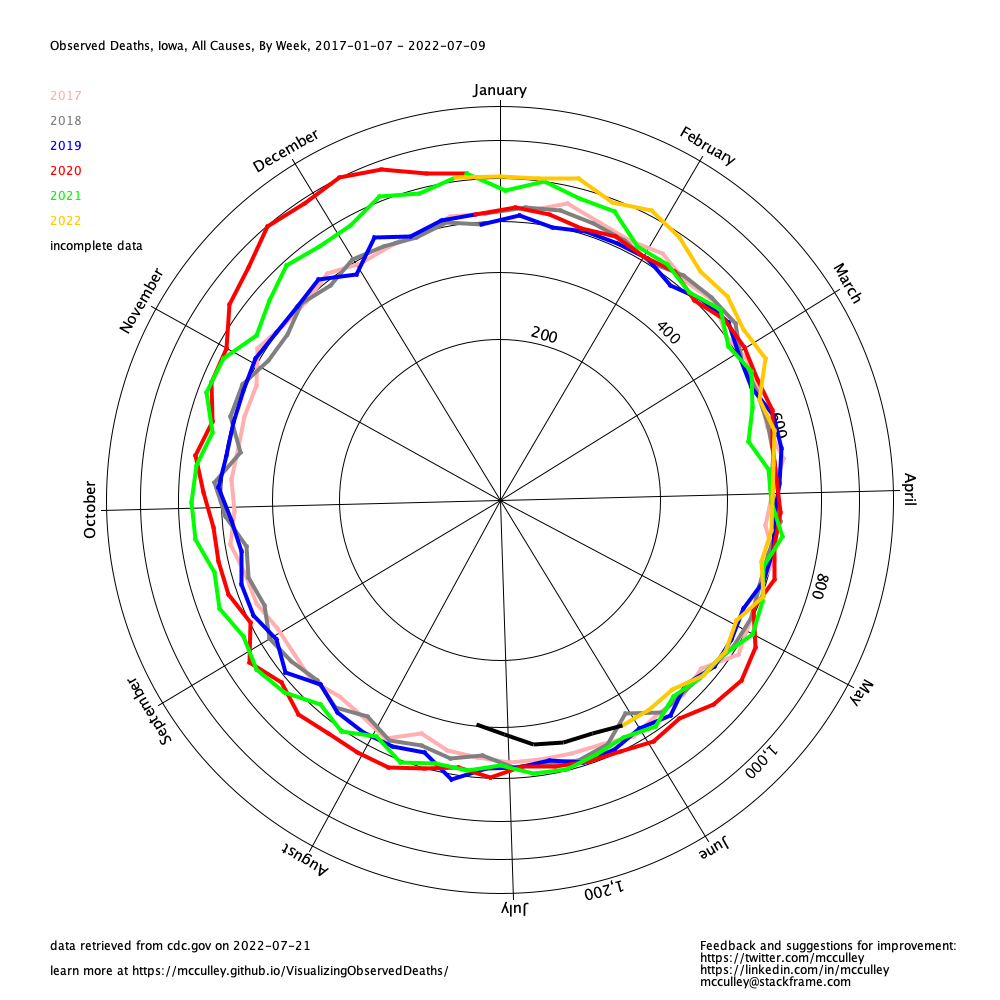 Observed Deaths, Iowa, All Causes, By Week, 2017-01-07 - 2022-07-09
January
2017
2018
2019
2020
2021
2022
incomplete data
February
December
March
November
200
400
600
April
October
800
May
September
1,000
June
August
1,200
July
data retrieved from cdc.gov on 2022-07-21
learn more at https://mcculley.github.io/VisualizingObservedDeaths/
Feedback and suggestions for improvement:
https://twitter.com/mcculley
https://linkedin.com/in/mcculley
mcculley@stackframe.com